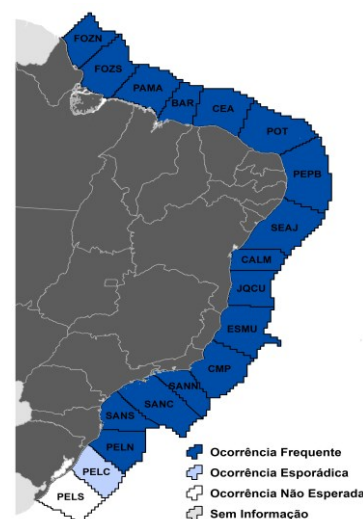 FOZN
FOZS
PAMA
BAR
CEA
POT
PEPB
SEAJ
CALM
JQCU
ESMU
CMP
SANN
SANC
SANS
PELN
PELC
PELS
Ocorrência Frequente
Ocorrência Esporádica
Ocorrência Não Esperada
Sem Informação